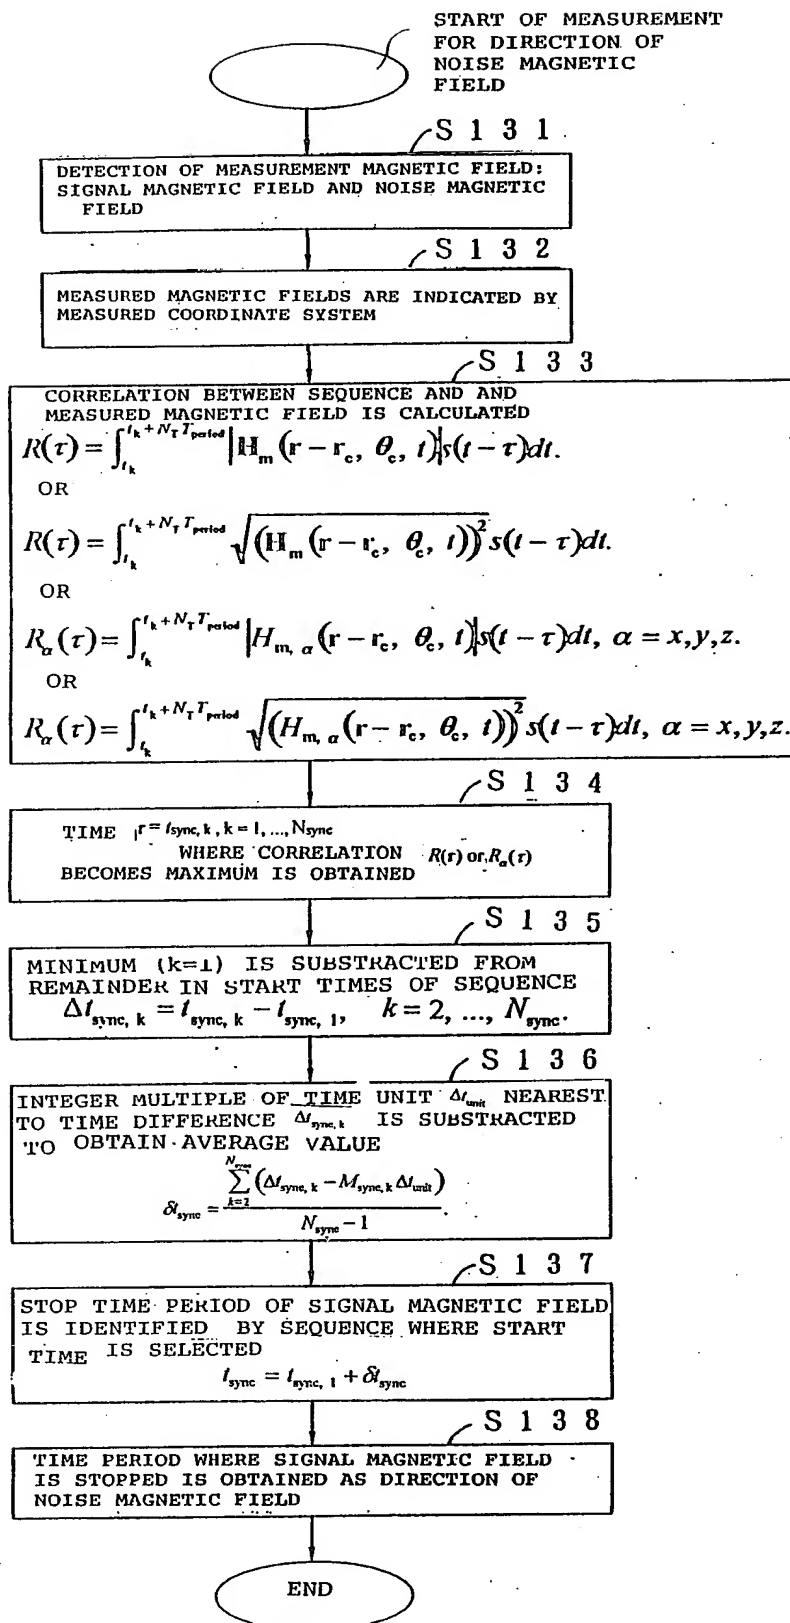 START OF MEASUREMENT
FOR DIRECTION OF
NOISE MAGNETIC
FIELD
S 1 3 1
DETECTION OF MEASUREMENT MAGNETIC FIELD:
SIGNAL MAGNETIC FIELD AND NOISE MAGNETIC
FIELD
S 1 3 2
MEASURED MAGNETIC FIELDS ARE INDICATED BY
MEASURED COORDINATE SYSTEM
S 1 3 3
CORRELATION BETWEEN SEQUENCE AND AND
MEASURED MAGNETIC FIELD IS CALCULATED
R(τ) = ∫_{t_k}^{t_k + N_T T_period} |H_m (r − r_c, θ_c, t)| s(t − τ)dt.
OR
R(τ) = ∫_{t_k}^{t_k + N_T T_period} √((H_m (r − r_c, θ_c, t))²) s(t − τ)dt.
OR
R_α(τ) = ∫_{t_k}^{t_k + N_T T_period} |H_{m, α} (r − r_c, θ_c, t)| s(t − τ)dt, α = x,y,z.
OR
R_α(τ) = ∫_{t_k}^{t_k + N_T T_period} √((H_{m, α} (r − r_c, θ_c, t))²) s(t − τ)dt, α = x,y,z.
S 1 3 4
TIME τ = t_{sync, k}, k = 1, ..., N_sync
WHERE CORRELATION R(τ) or, R_α(τ)
BECOMES MAXIMUM IS OBTAINED
S 1 3 5
MINIMUM (k=1) IS SUBSTRACTED FROM
REMAINDER IN START TIMES OF SEQUENCE
Δt_{sync, k} = t_{sync, k} − t_{sync, 1}, k = 2, ..., N_sync.
S 1 3 6
INTEGER MULTIPLE OF TIME UNIT Δt_unit NEAREST
TO TIME DIFFERENCE Δt_{sync, k} IS SUBSTRACTED
TO OBTAIN AVERAGE VALUE
δt_sync = ∑_{k=2}^{N_sync} (Δt_{sync, k} − M_{sync, k} Δt_unit) / (N_sync − 1).
S 1 3 7
STOP TIME PERIOD OF SIGNAL MAGNETIC FIELD
IS IDENTIFIED BY SEQUENCE WHERE START
TIME IS SELECTED
t_sync = t_{sync, 1} + δt_sync
S 1 3 8
TIME PERIOD WHERE SIGNAL MAGNETIC FIELD
IS STOPPED IS OBTAINED AS DIRECTION OF
NOISE MAGNETIC FIELD
END